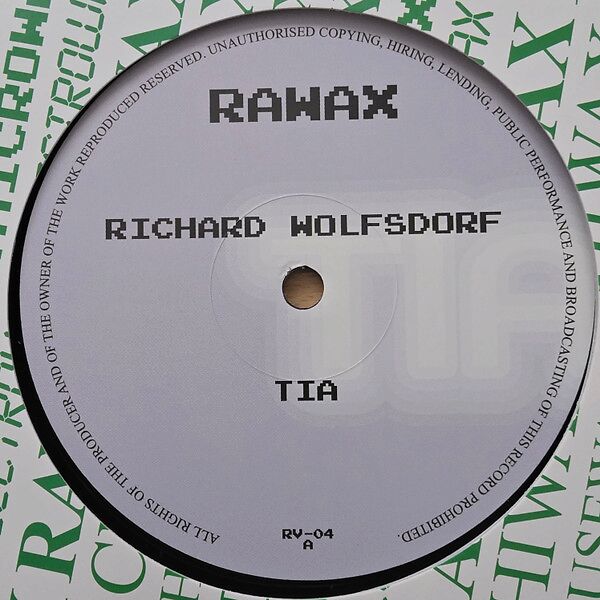 RAWAX
RICHARD WOLFSDORF
TIA
RV-04
A
ALL RIGHTS OF THE PRODUCER AND OF THE OWNER OF THE WORK REPRODUCED RESERVED. UNAUTHORISED COPYING, HIRING, LENDING, PUBLIC PERFORMANCE AND BROADCASTING OF THIS RECORD PROHIBITED.
TIA